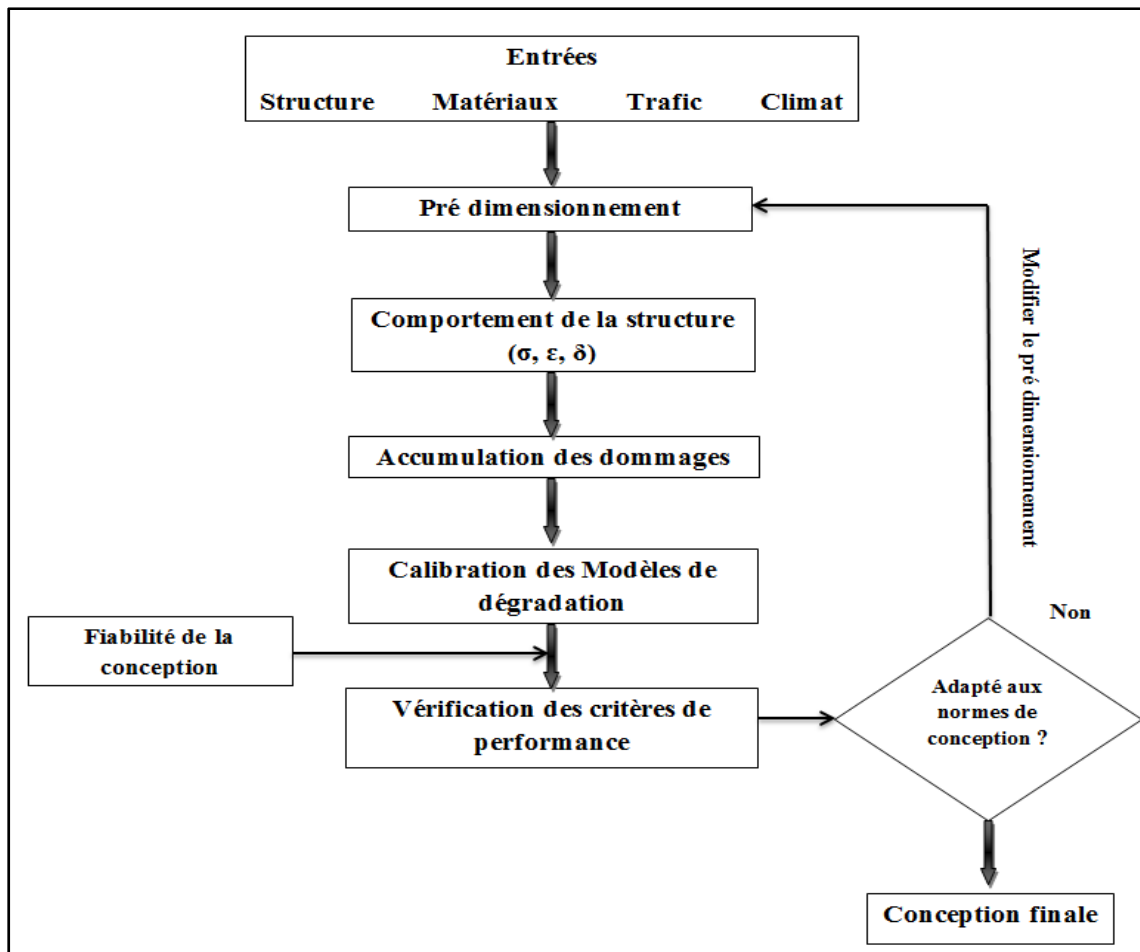 Entrées
Structure Matériaux Trafic Climat
Pré dimensionnement
Comportement de la structure
(σ, ε, δ)
Accumulation des dommages
Calibration des Modèles de
dégradation
Fiabilité de la
conception
Vérification des critères de
performance
Adapté aux
normes de
conception ?
Non
Modifier le pré dimensionnement
Conception finale